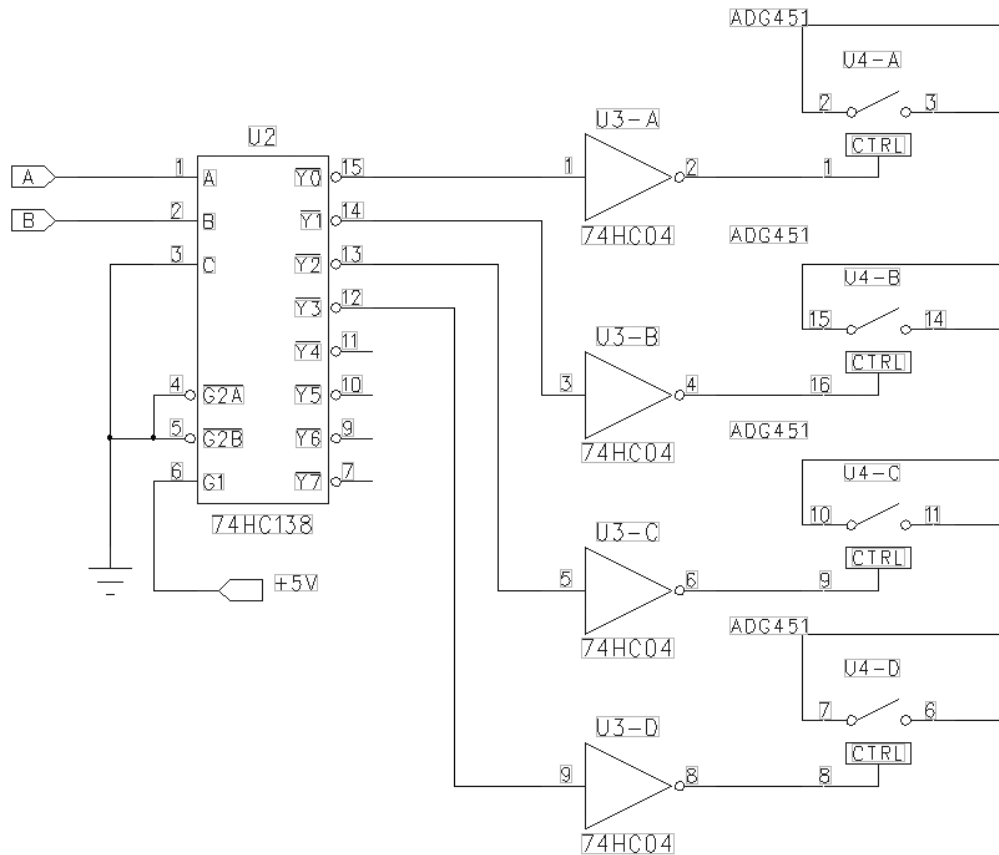 ADG451
U4-A
2 3
CTRL
U3-A
1 2 1
74HC04
U2
A 1 A Y0 15
B 2 B Y1 14
3 C Y2 13
Y3 12
Y4 11
4 G2A Y5 10
5 G2B Y6 9
6 G1 Y7 7
74HC138
+5V
ADG451
U4-B
15 14
CTRL
U3-B
3 4 16
74HC04
ADG451
U4-C
10 11
CTRL
U3-C
5 6 9
74HC04
ADG451
U4-D
7 6
CTRL
U3-D
9 8 8
74HC04